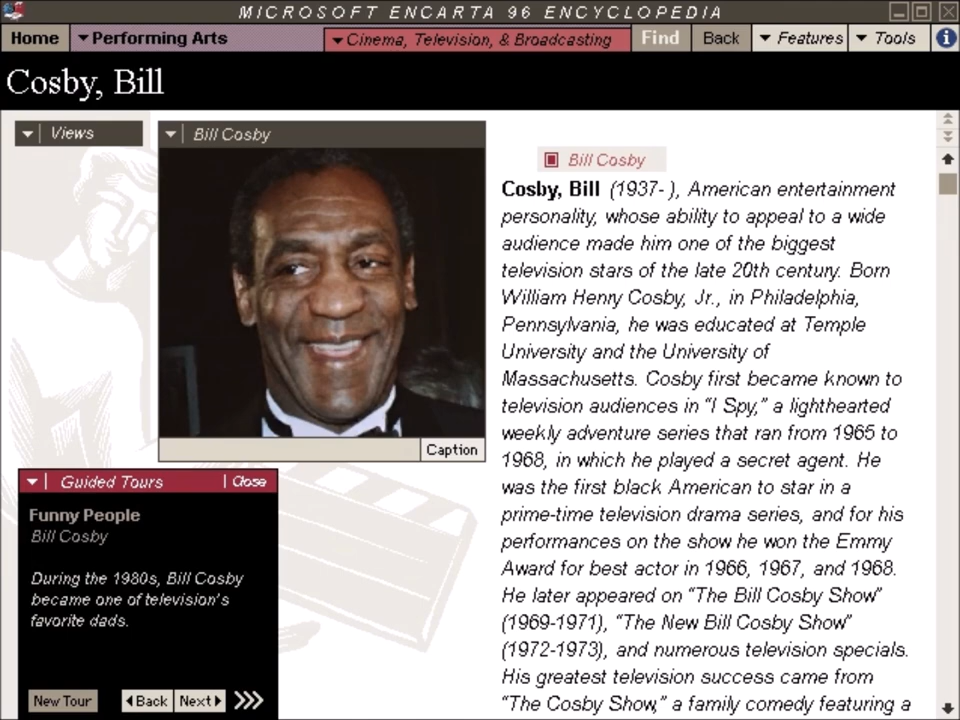 MICROSOFT ENCARTA 96 ENCYCLOPEDIA
Home
Performing Arts
Cinema, Television, & Broadcasting
Find
Back
Features
Tools
i
Cosby, Bill
Views
Bill Cosby
Caption
Guided Tours
Close
Funny People
Bill Cosby
During the 1980s, Bill Cosby
became one of television's
favorite dads.
New Tour
Back
Next
Bill Cosby
Cosby, Bill (1937- ), American entertainment
personality, whose ability to appeal to a wide
audience made him one of the biggest
television stars of the late 20th century. Born
William Henry Cosby, Jr., in Philadelphia,
Pennsylvania, he was educated at Temple
University and the University of
Massachusetts. Cosby first became known to
television audiences in "I Spy," a lighthearted
weekly adventure series that ran from 1965 to
1968, in which he played a secret agent. He
was the first black American to star in a
prime-time television drama series, and for his
performances on the show he won the Emmy
Award for best actor in 1966, 1967, and 1968.
He later appeared on "The Bill Cosby Show"
(1969-1971), "The New Bill Cosby Show"
(1972-1973), and numerous television specials.
His greatest television success came from
"The Cosby Show," a family comedy featuring a